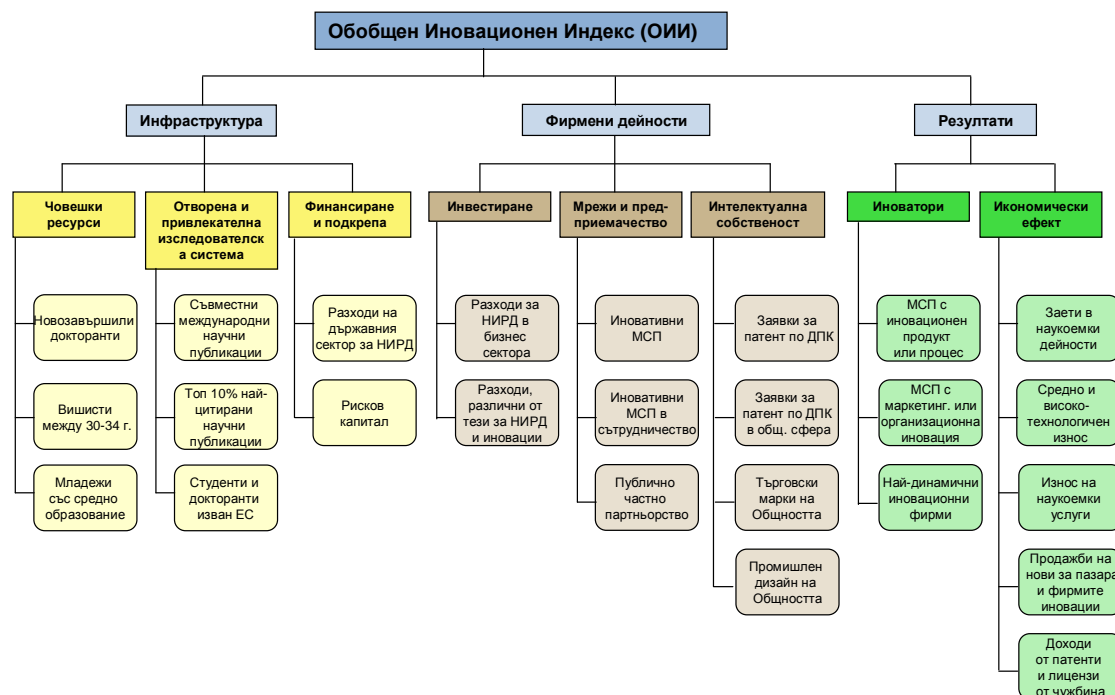 Обобщен Иновационен Индекс (ОИИ)
Инфраструктура
Фирмени дейности
Резултати
Човешки
ресурси
Отворена и
привлекателна
изследователск
а система
Финансиране
и подкрепа
Инвестиране
Мрежи и пред-
приемачество
Интелектуална
собственост
Иноватори
Икономически
ефект
Новозавършили
докторанти
Вишисти
между 30-34 г.
Младежи
със средно
образование
Съвместни
международни
научни
публикации
Топ 10% най-
цитирани
научни
публикации
Студенти и
докторанти
изван ЕС
Разходи на
държавния
сектор за НИРД
Рисков
капитал
Разходи за
НИРД в
бизнес
сектора
Разходи,
различни от
тези за НИРД
и иновации
Иновативни
МСП
Иновативни
МСП в
сътрудничество
Публично
частно
партньорство
Заявки за
патент по ДПК
Заявки за
патент по ДПК
в общ. сфера
Търговски
марки на
Общността
Промишлен
дизайн на
Общността
МСП с
иновационен
продукт
или процес
МСП с
маркетинг. или
организационна
иновация
Най-динамични
иновационни
фирми
Заети в
наукоемки
дейности
Средно и
високо-
технологичен
износ
Износ на
наукоемки
услуги
Продажби на
нови за пазара
и фирмите
иновации
Доходи
от патенти
и лицензи
от чужбина